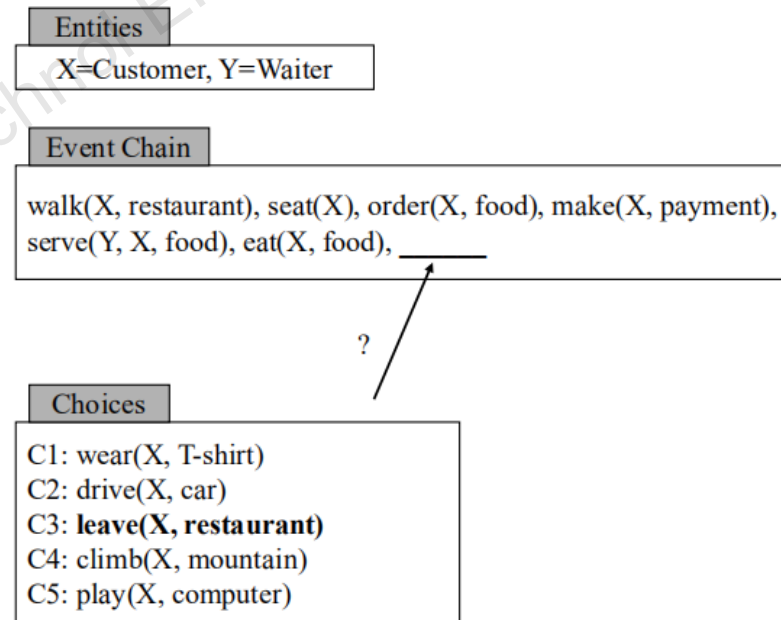 Entities
X=Customer, Y=Waiter
Event Chain
walk(X, restaurant), seat(X), order(X, food), make(X, payment),
serve(Y, X, food), eat(X, food), ______
?
Choices
C1: wear(X, T-shirt)
C2: drive(X, car)
C3: leave(X, restaurant)
C4: climb(X, mountain)
C5: play(X, computer)